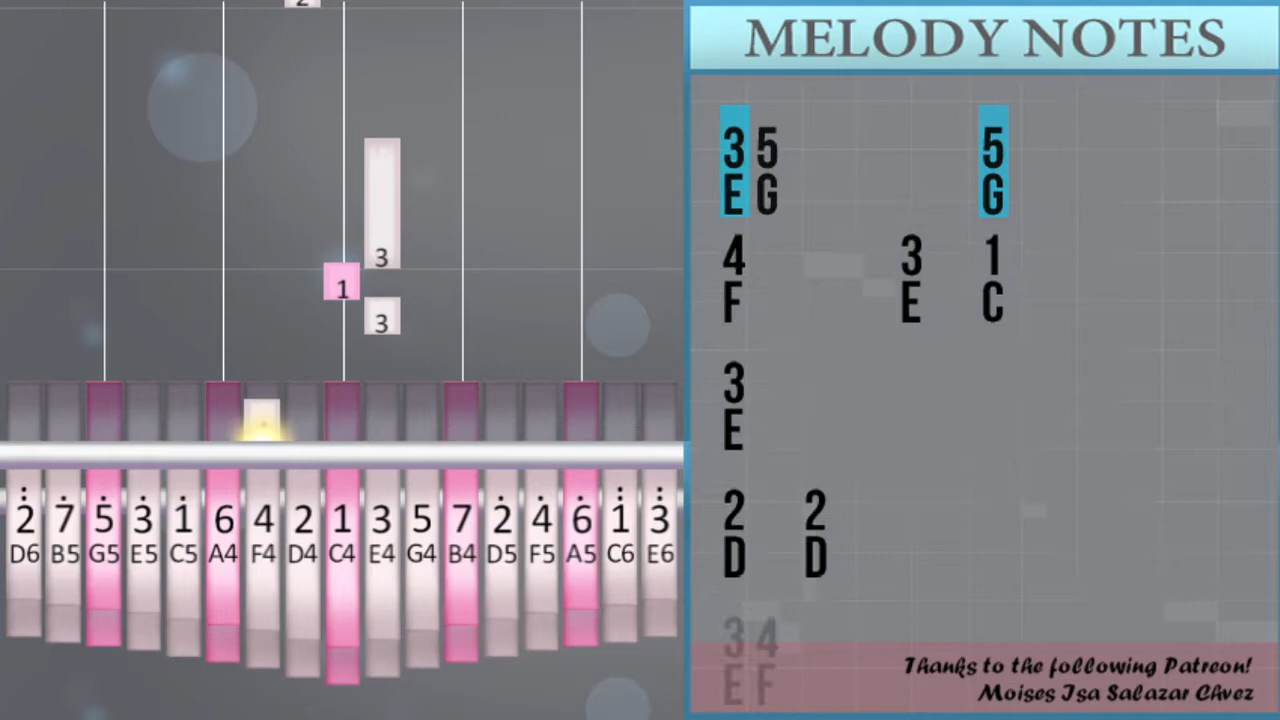 2
3
1
3
2 7 5 3 1 6 4 2 1 3 5 7 2 4 6 1 3
D6 B5 G5 E5 C5 A4 F4 D4 C4 E4 G4 B4 D5 F5 A5 C6 E6
MELODY NOTES
3 5 5
E G G
4 3 1
F E C
3
E
2 2
D D
3 4
E F
Thanks to the following Patreon!
Moises Isa Salazar Chvez